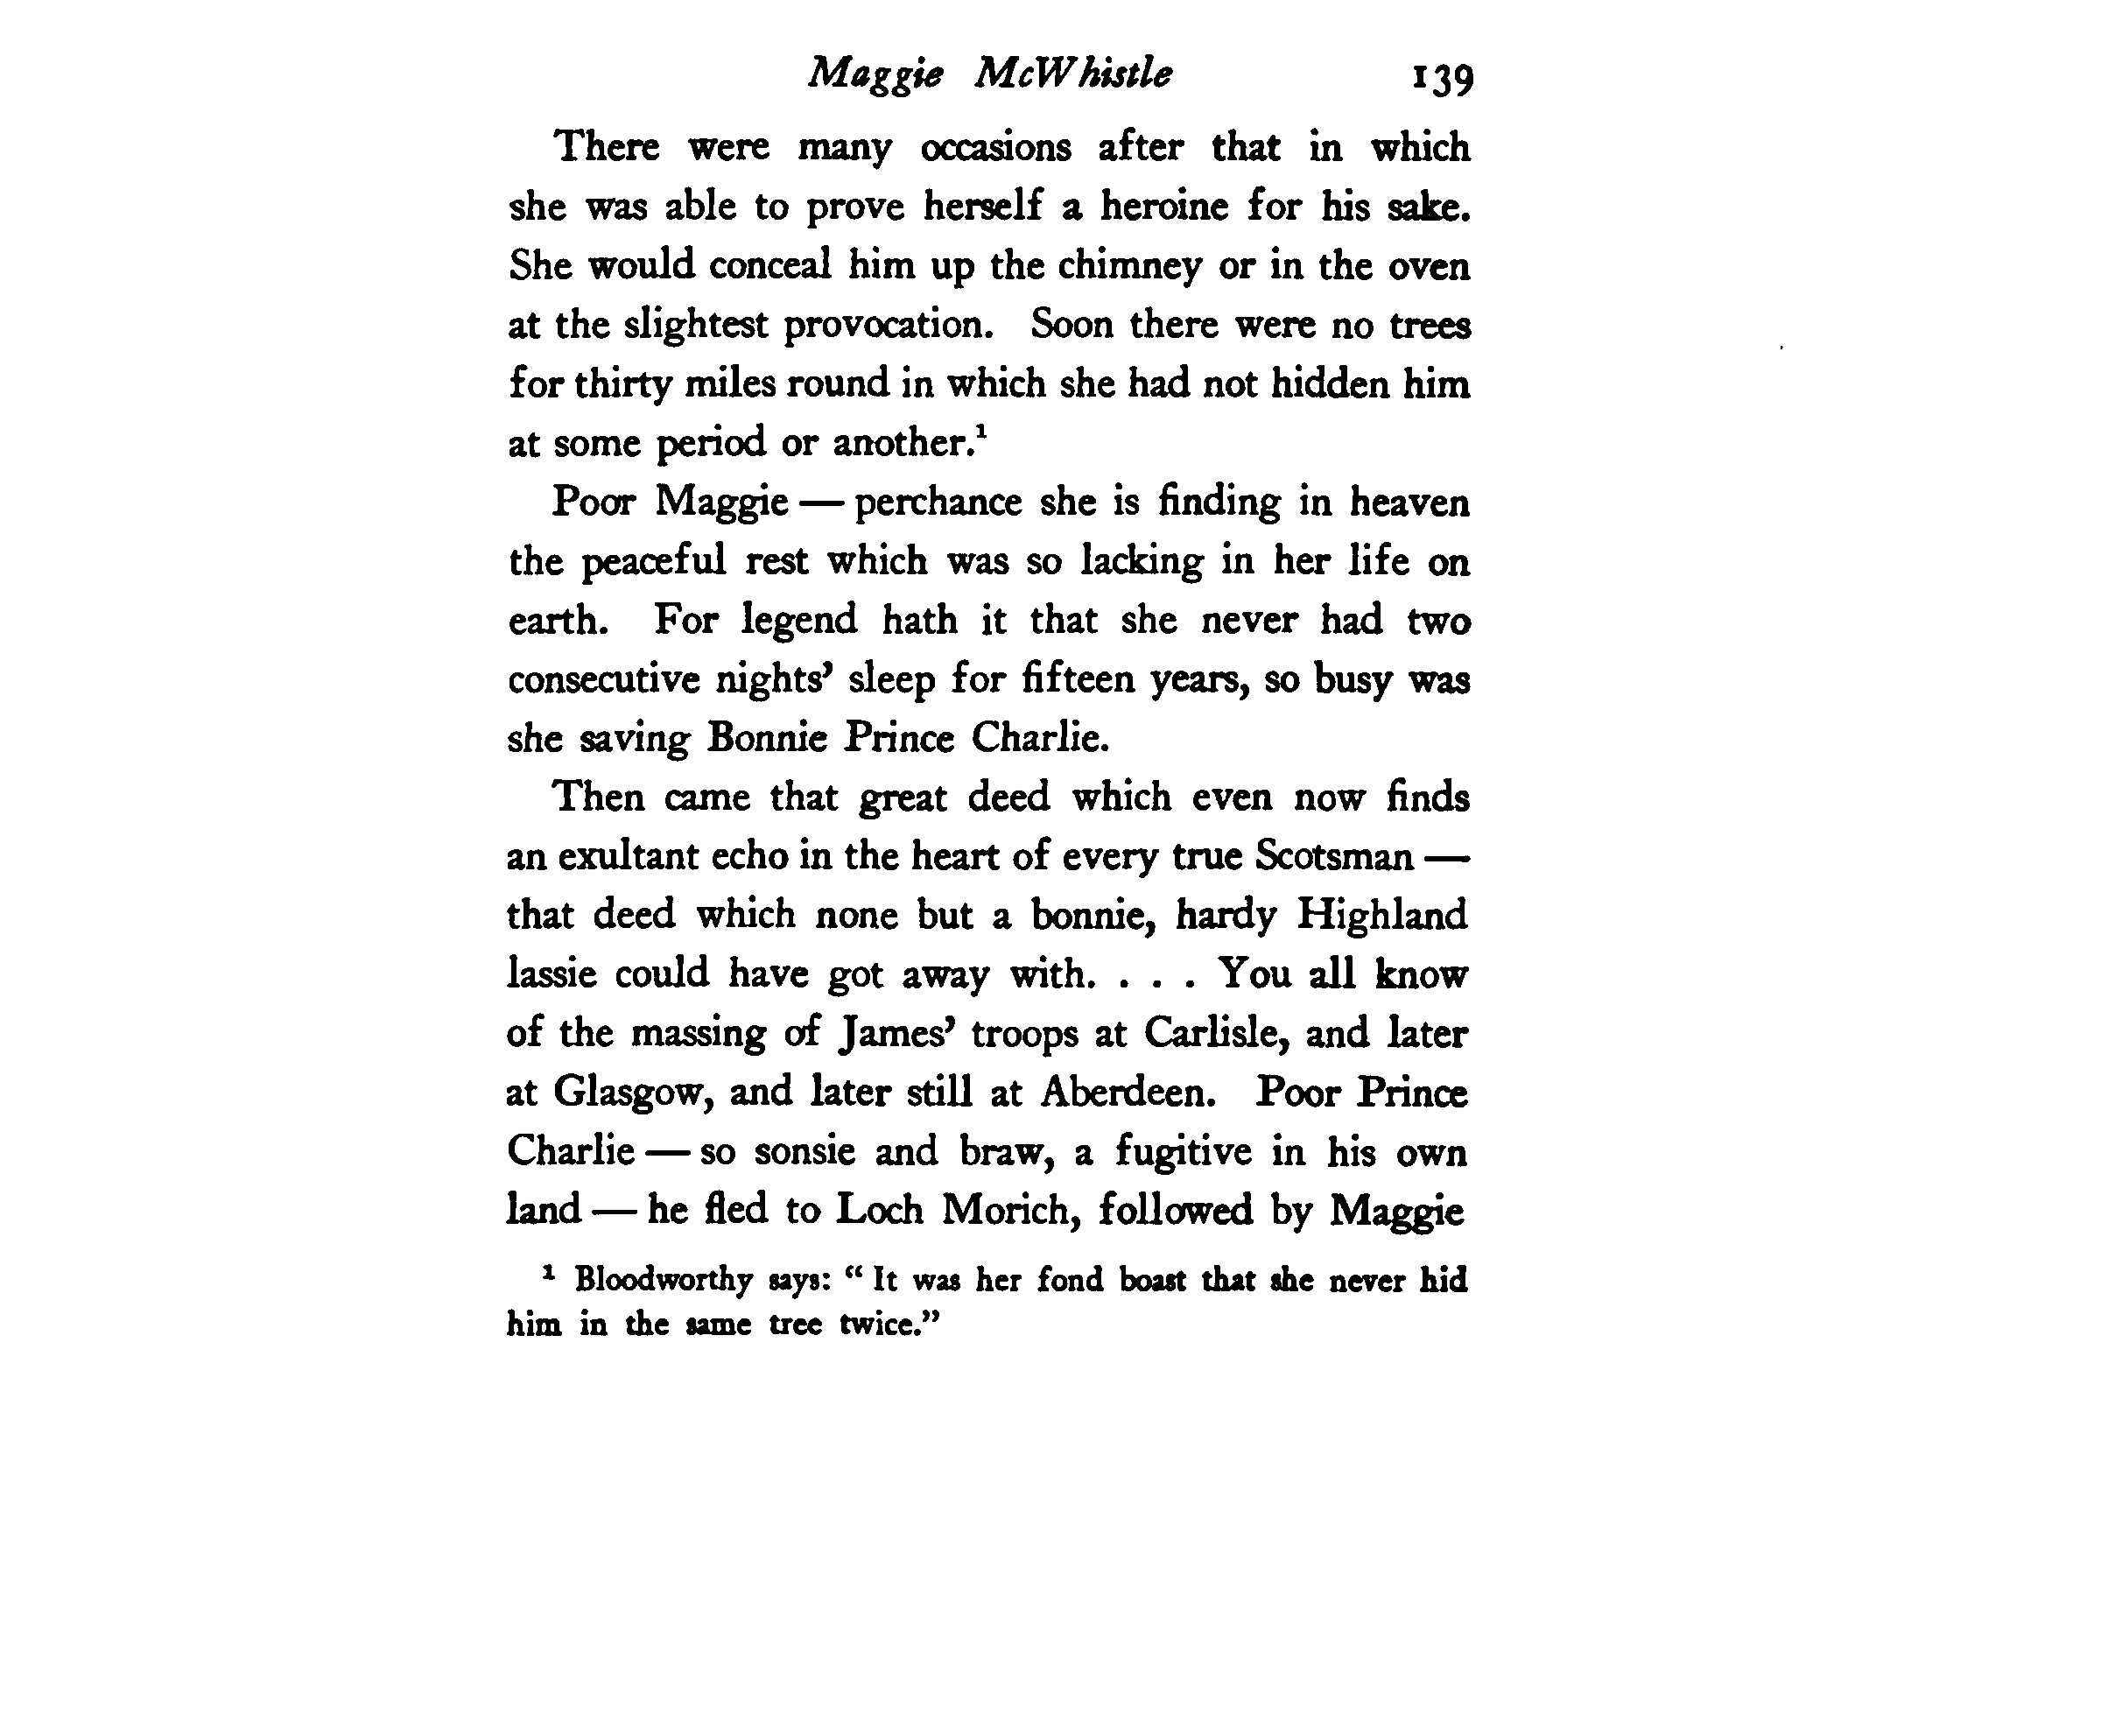 Maggie McWhistle 139
There were many occasions after that in which
she was able to prove herself a heroine for his sake.
She would conceal him up the chimney or in the oven
at the slightest provocation. Soon there were no trees
for thirty miles round in which she had not hidden him
at some period or another.¹
Poor Maggie — perchance she is finding in heaven
the peaceful rest which was so lacking in her life on
earth. For legend hath it that she never had two
consecutive nights’ sleep for fifteen years, so busy was
she saving Bonnie Prince Charlie.
Then came that great deed which even now finds
an exultant echo in the heart of every true Scotsman —
that deed which none but a bonnie, hardy Highland
lassie could have got away with. . . . You all know
of the massing of James’ troops at Carlisle, and later
at Glasgow, and later still at Aberdeen. Poor Prince
Charlie — so sonsie and braw, a fugitive in his own
land — he fled to Loch Morich, followed by Maggie
¹ Bloodworthy says: “ It was her fond boast that she never hid
him in the same tree twice.”